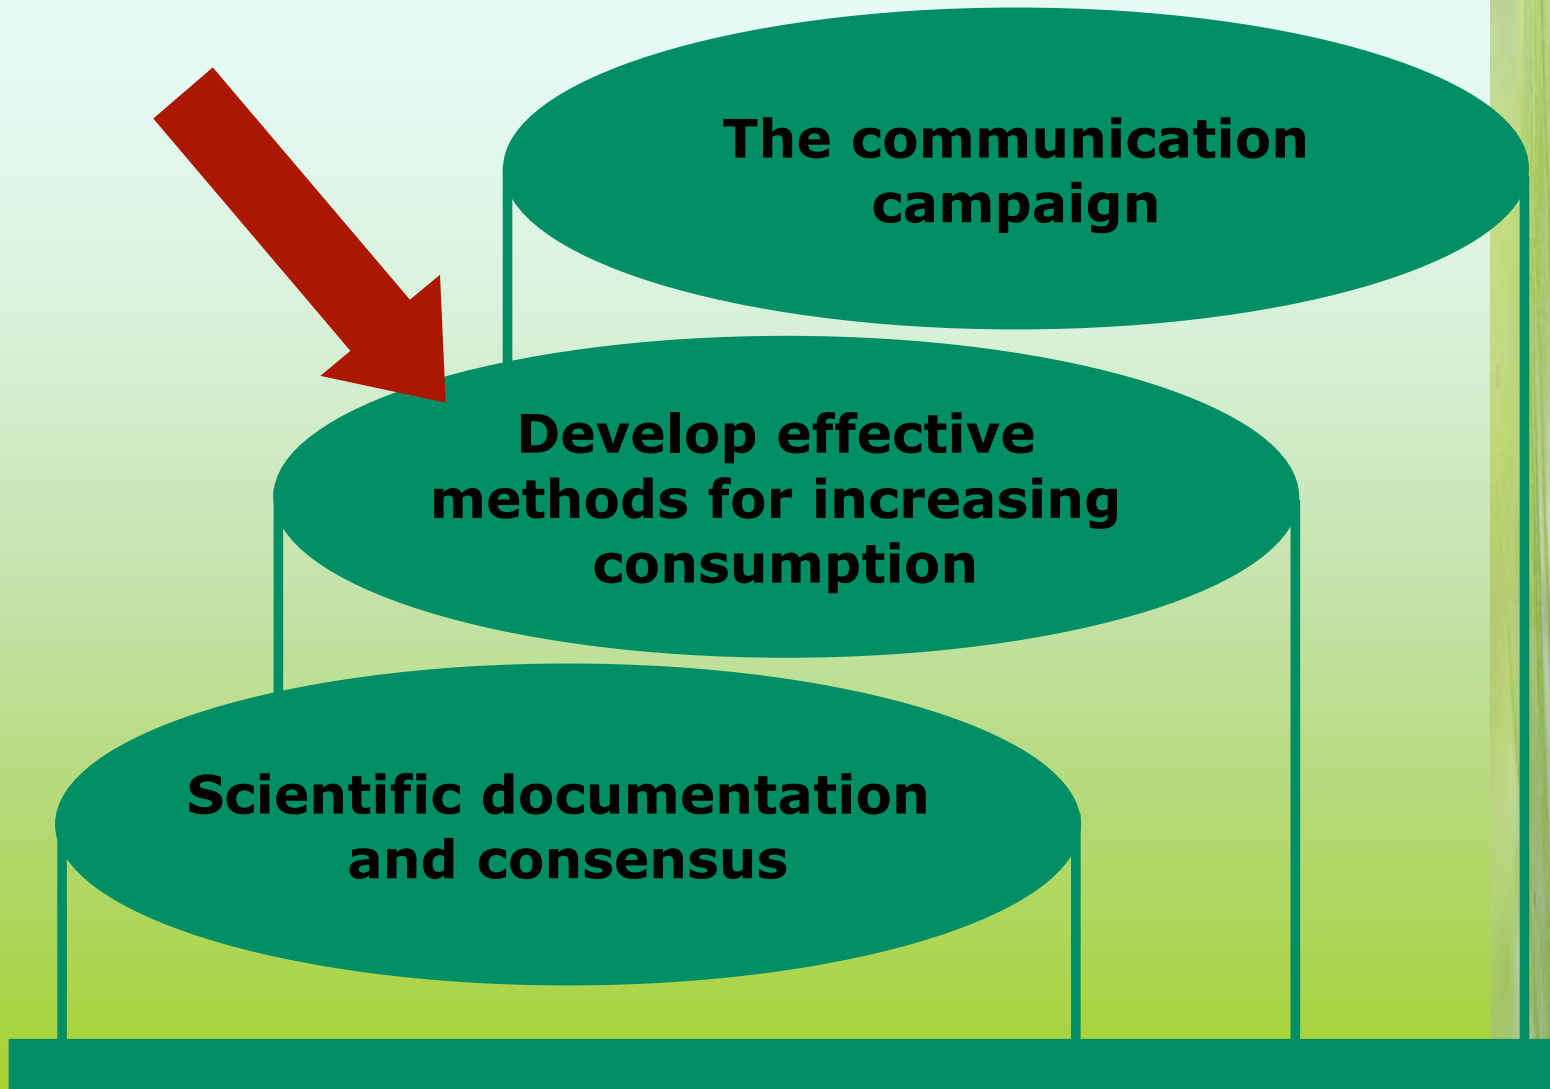 The communication
campaign
Develop effective
methods for increasing
consumption
Scientific documentation
and consensus